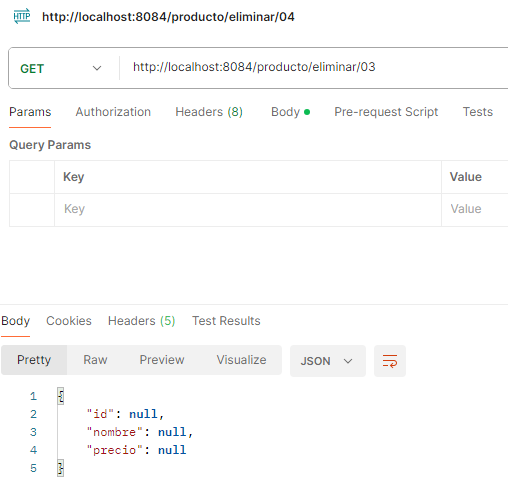 HTTP http://localhost:8084/producto/eliminar/04
GET http://localhost:8084/producto/eliminar/03
Params Authorization Headers (8) Body Pre-request Script Tests
Query Params
Key Value
Key Value
Body Cookies Headers (5) Test Results
Pretty Raw Preview Visualize JSON
1 {
2 "id": null,
3 "nombre": null,
4 "precio": null
5 }